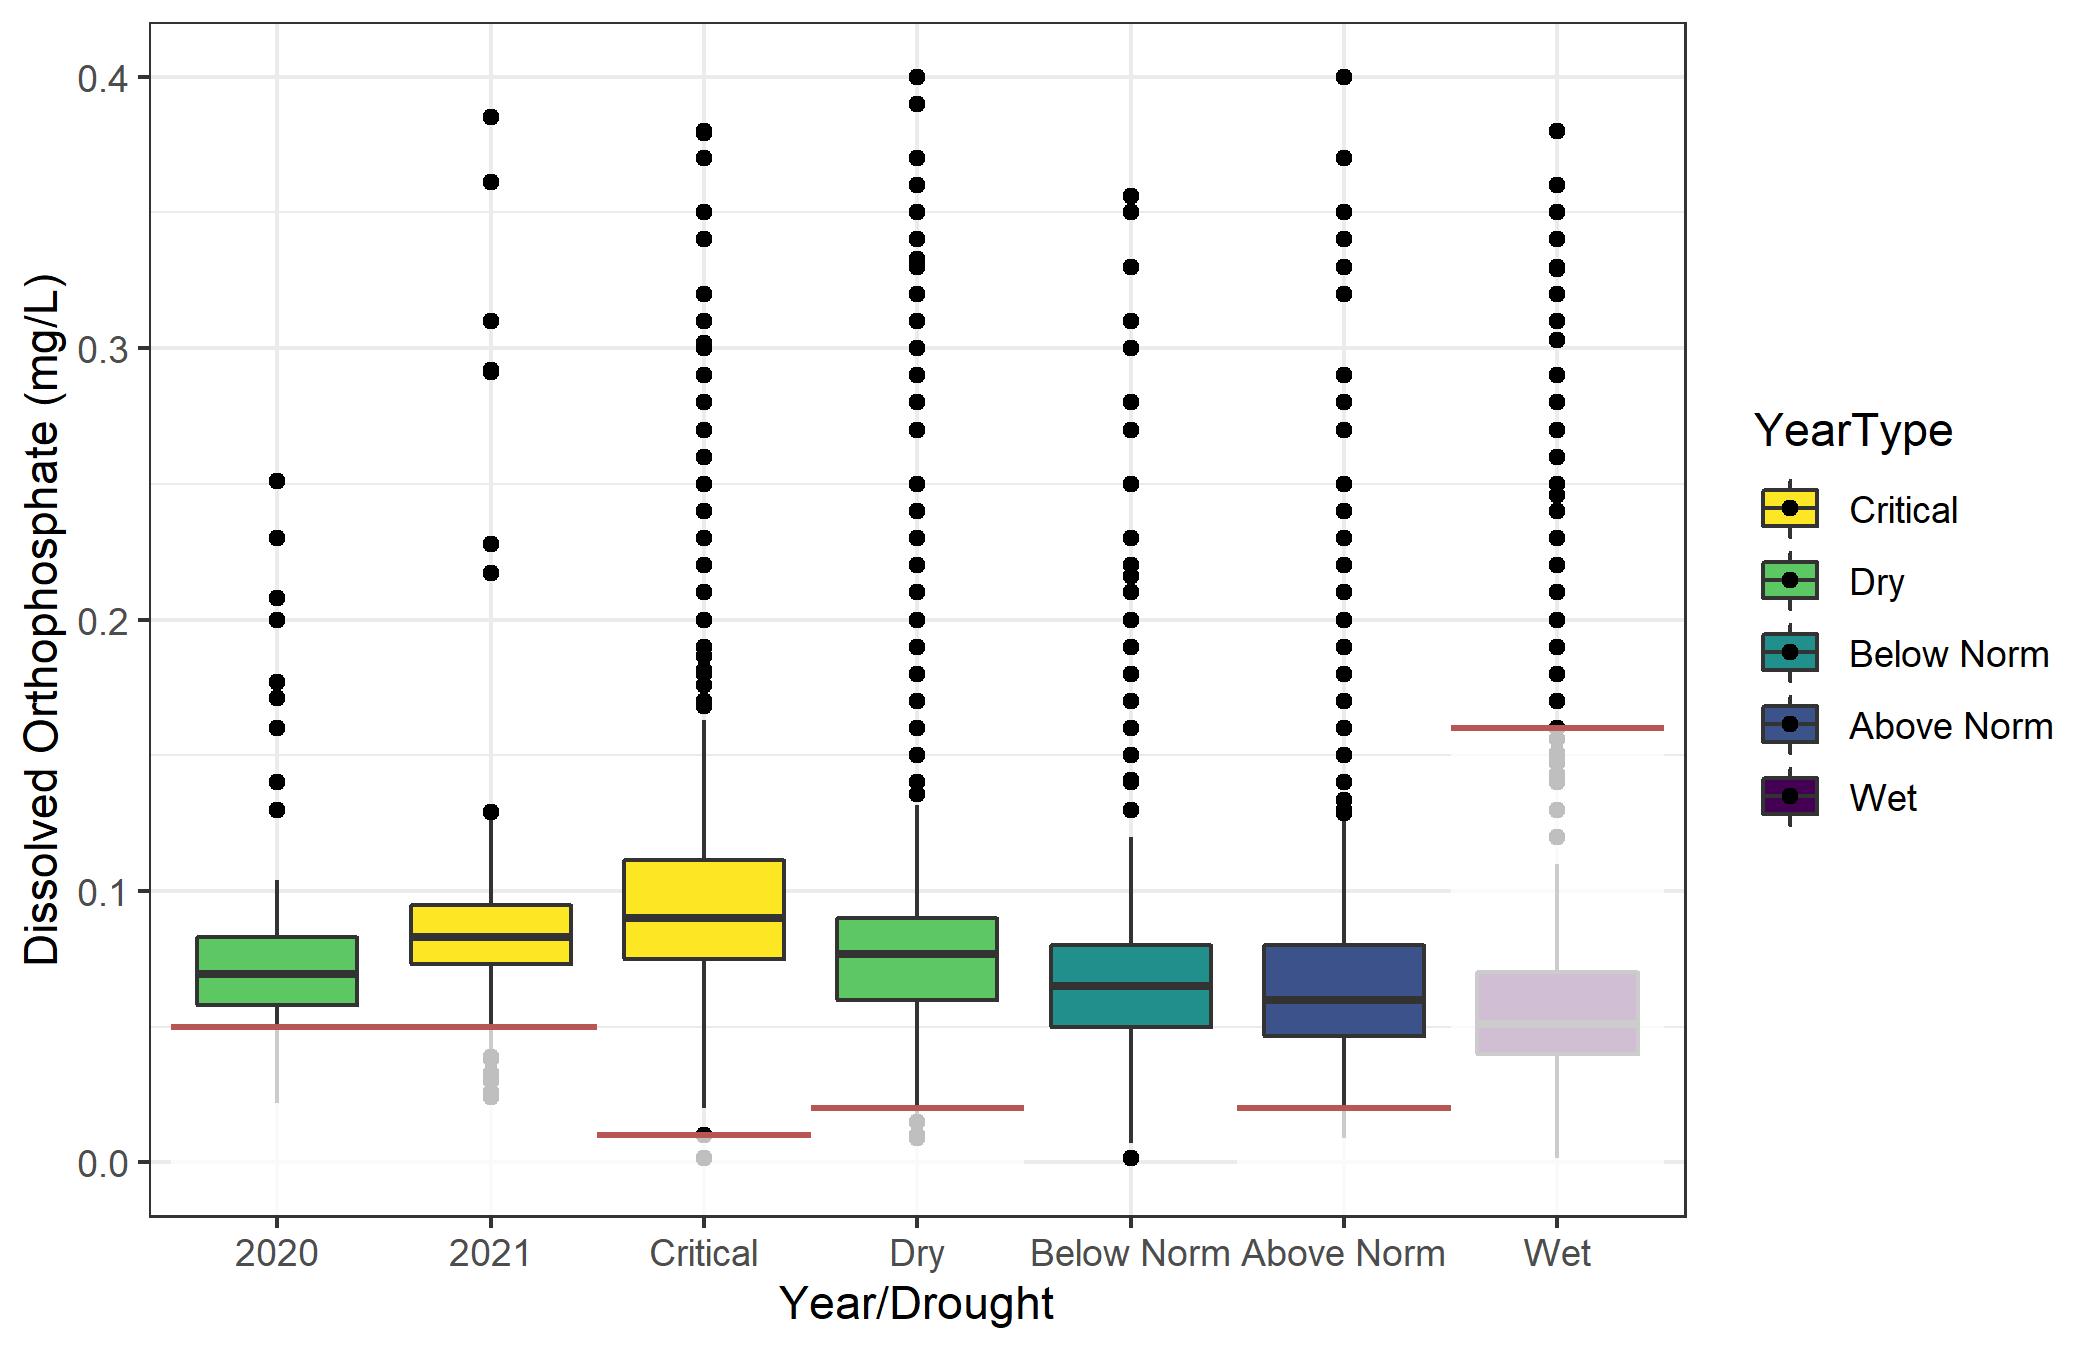 0.4
0.3
0.2
0.1
0.0
Dissolved Orthophosphate (mg/L)
2020 2021 Critical Dry Below Norm Above Norm Wet
Year/Drought
YearType
Critical
Dry
Below Norm
Above Norm
Wet